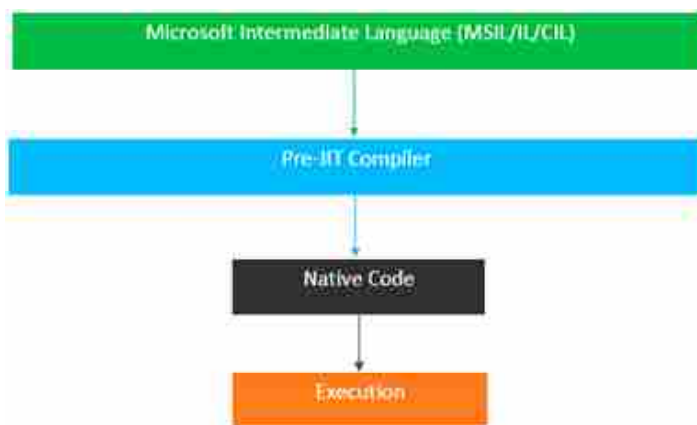 Microsoft Intermediate Language (MSIL/IL/CIL)
Pre-JIT Compiler
Native Code
Execution